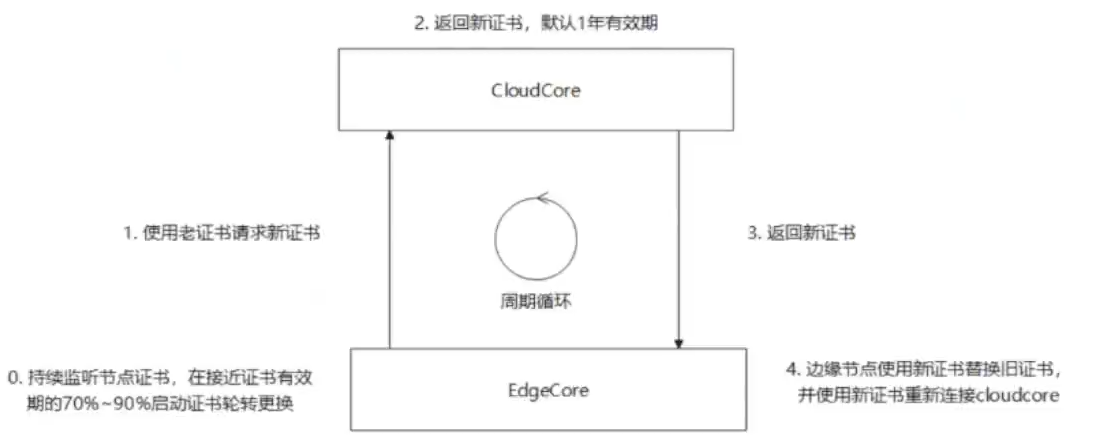 2. 返回新证书，默认1年有效期
CloudCore
1. 使用老证书请求新证书
3. 返回新证书
周期循环
0. 持续监听节点证书，在接近证书有效
期的70%~90%启动证书轮转更换
EdgeCore
4. 边缘节点使用新证书替换旧证书，
并使用新证书重新连接cloudcore